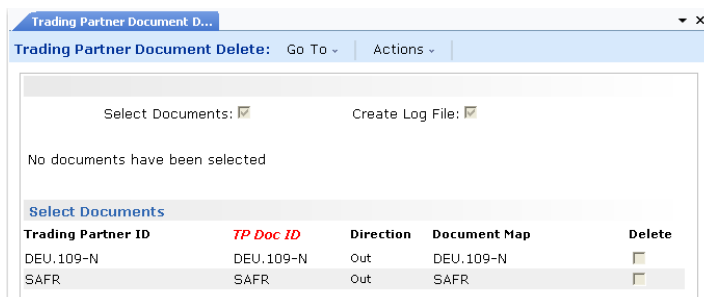 Trading Partner Document D...
Trading Partner Document Delete: Go To Actions
Select Documents: Create Log File:
No documents have been selected
Select Documents
Trading Partner ID TP Doc ID Direction Document Map Delete
DEU.109-N DEU.109-N Out DEU.109-N
SAFR SAFR Out SAFR